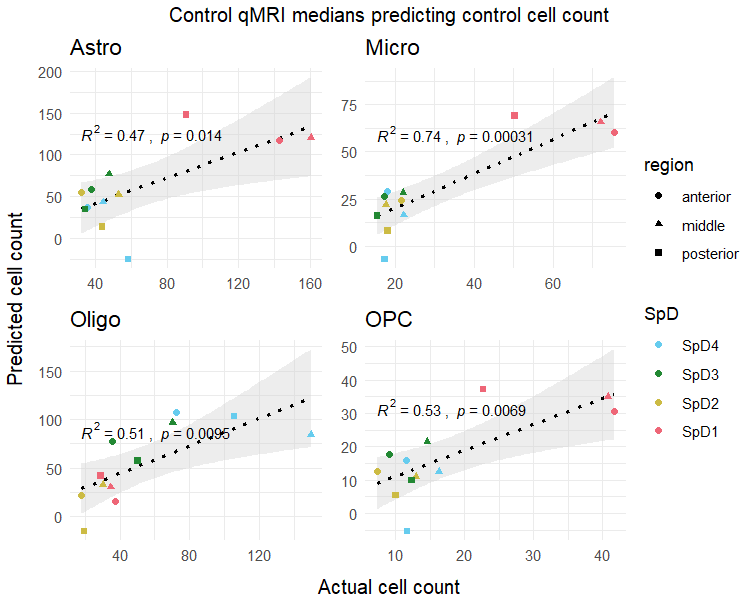 Control qMRI medians predicting control cell count
Astro
200
150
100
50
0
R² = 0.47 , p = 0.014
40
80
120
160
Micro
75
50
25
0
R² = 0.74 , p = 0.00031
20
40
60
Oligo
150
100
50
0
R² = 0.51 , p = 0.0095
40
80
120
OPC
50
40
30
20
10
0
R² = 0.53 , p = 0.0069
10
20
30
40
Predicted cell count
Actual cell count
region
anterior
middle
posterior
SpD
SpD4
SpD3
SpD2
SpD1